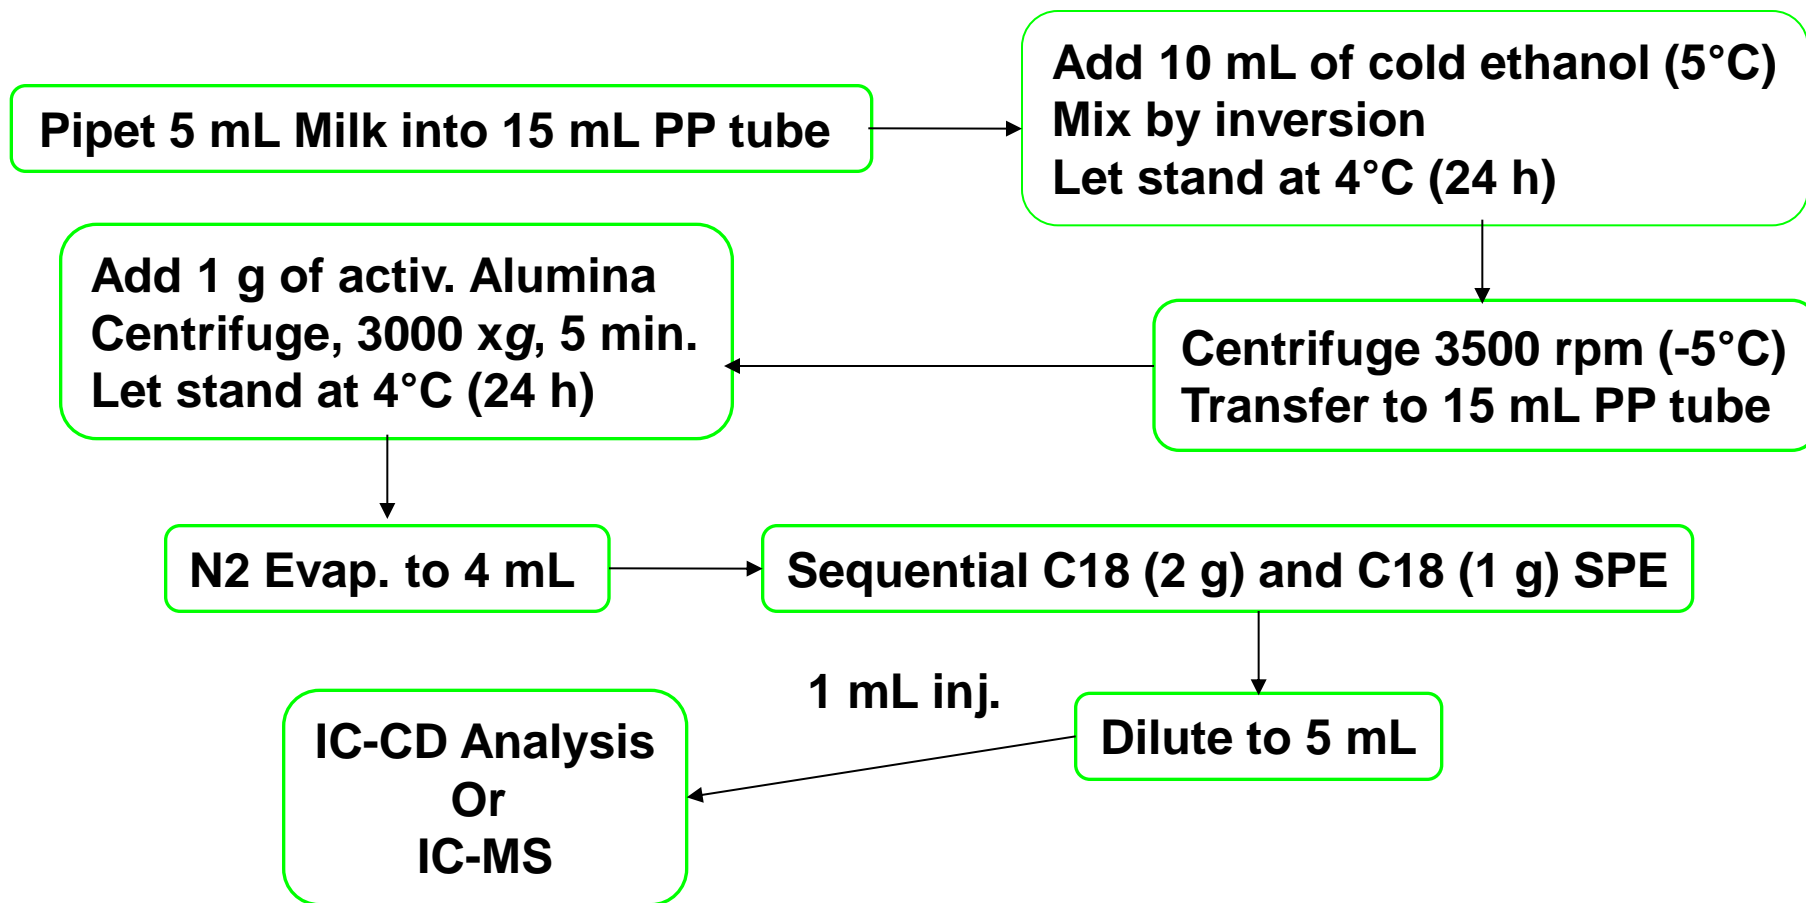 Pipet 5 mL Milk into 15 mL PP tube
Add 10 mL of cold ethanol (5°C)
Mix by inversion
Let stand at 4°C (24 h)
Centrifuge 3500 rpm (-5°C)
Transfer to 15 mL PP tube
Add 1 g of activ. Alumina
Centrifuge, 3000 xg, 5 min.
Let stand at 4°C (24 h)
N2 Evap. to 4 mL
Sequential C18 (2 g) and C18 (1 g) SPE
Dilute to 5 mL
1 mL inj.
IC-CD Analysis
Or
IC-MS